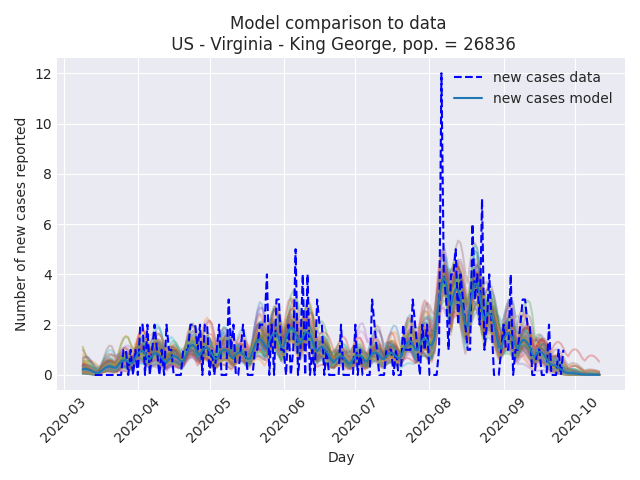 Model comparison to data
US - Virginia - King George, pop. = 26836
new cases data
new cases model
Number of new cases reported
12
10
8
6
4
2
0
2020-03
2020-04
2020-05
2020-06
2020-07
2020-08
2020-09
2020-10
Day